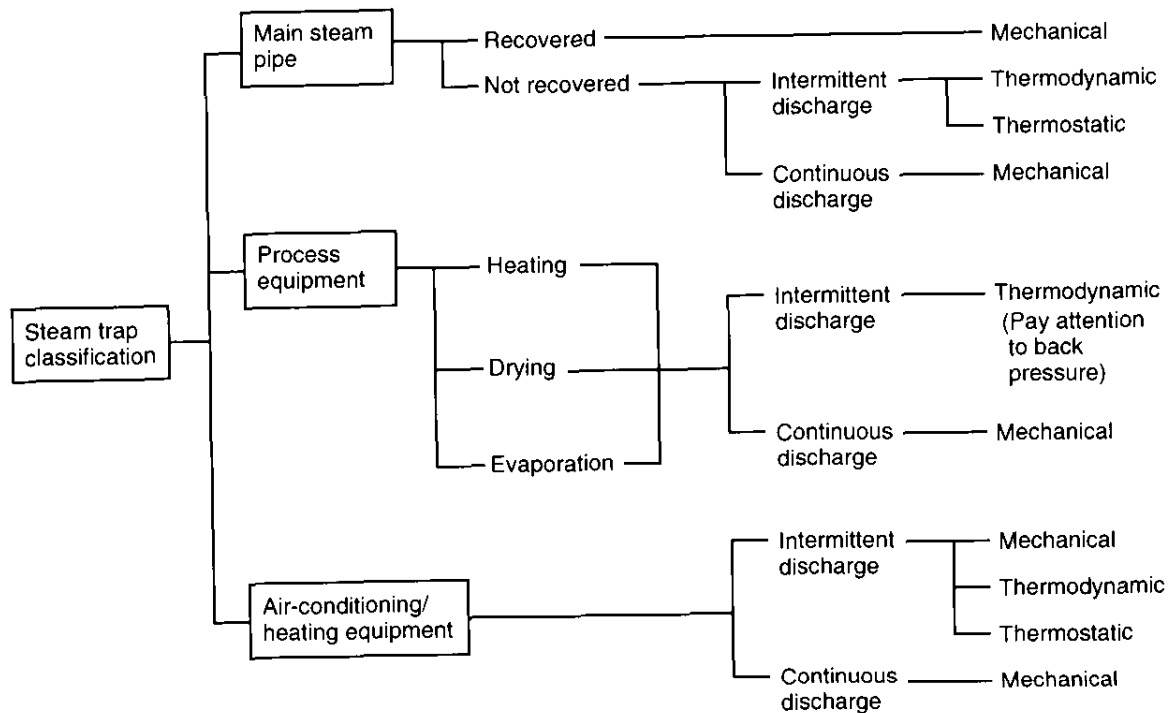 Main steam
pipe
Recovered
Mechanical
Not recovered
Intermittent
discharge
Thermodynamic
Thermostatic
Continuous
discharge
Mechanical
Process
equipment
Heating
Drying
Evaporation
Intermittent
discharge
Thermodynamic
(Pay attention
to back
pressure)
Continuous
discharge
Mechanical
Steam trap
classification
Air-conditioning/
heating equipment
Intermittent
discharge
Mechanical
Thermodynamic
Thermostatic
Continuous
discharge
Mechanical